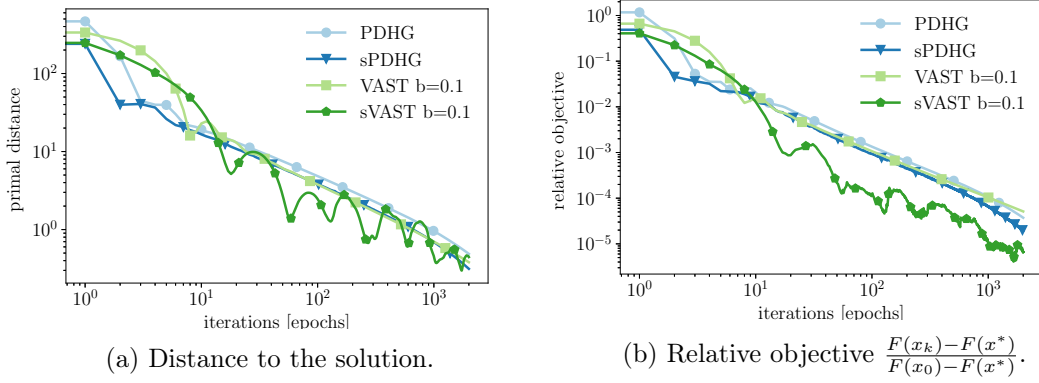 10^2
10^1
10^0
primal distance
PDHG
sPDHG
VAST b=0.1
sVAST b=0.1
10^0
10^1
10^2
10^3
iterations [epochs]
(a) Distance to the solution.
10^0
10^{-1}
10^{-2}
10^{-3}
10^{-4}
10^{-5}
relative objective
PDHG
sPDHG
VAST b=0.1
sVAST b=0.1
10^0
10^1
10^2
10^3
iterations [epochs]
(b) Relative objective \frac{F(x_k)-F(x^*)}{F(x_0)-F(x^*)}.